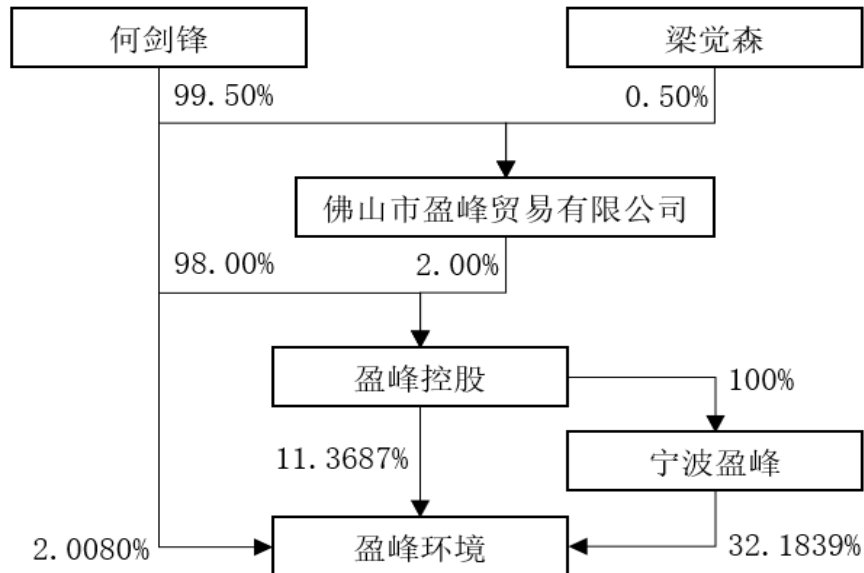 何剑锋
梁觉森
99.50%
0.50%
佛山市盈峰贸易有限公司
98.00%
2.00%
盈峰控股
100%
11.3687%
宁波盈峰
2.0080%
盈峰环境
32.1839%